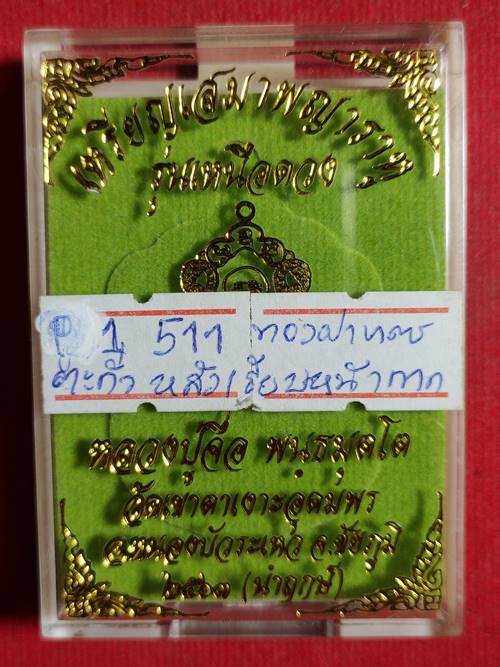 เหรียญเสมาพญาราหู
รุ่นเหนือดวง
1 511 ทองฝาบาตร
ตะกั่ว หลังเรียบหน้ากาก
หลวงปู่จื่อ พนฺธมุตฺโต
วัดเขาตาเงาะอุดมพร
อ.หนองบัวระเหว จ.ชัยภูมิ
๒๕๖๑ (นำฤกษ์)